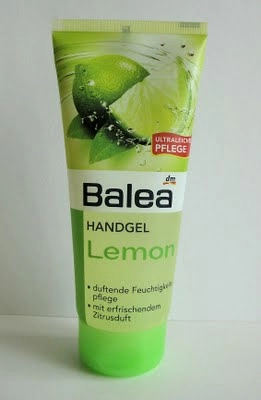 ULTRALEICHTE
PFLEGE
dm
Balea
HANDGEL
Lemon
• duftende Feuchtigkeits-
pflege
• mit erfrischendem
Zitrusduft